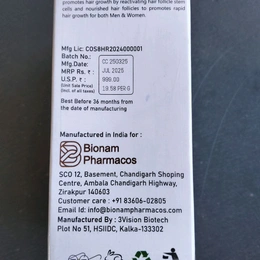 promotes hair growth by reactivating hair follicle stem
cells and nourished hair follicles to promotes rapid
hair growth for both Men & Women.
Mfg Lic: COS8HR2024000001
Batch No.: CC 250325
Mfg.Date: JUL 2025
MRP Rs. : 999.00
U.S.P. : 19.98 PER G
(Unit Sale Price)
(Incl. of all taxes)
Best Before 36 months from the
date of manufacturing
Manufactured in India for :
Bionam
Pharmacos
SCO 12, Basement, Chandigarh Shoping
Centre, Ambala Chandigarh Highway,
Zirakpur 140603
Customer care : +91 83606-02805
Email Id: info@bionampharmacos.com
Manufactured By : 3Vision Biotech
Plot No 51, HSIIDC, Kalka-133302